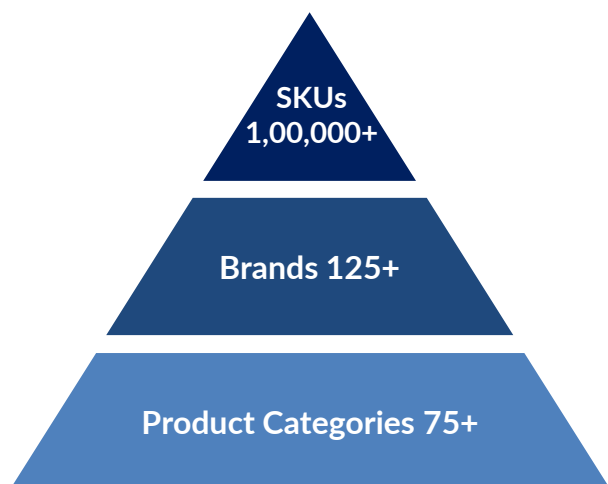 SKUs
1,00,000+
Brands 125+
Product Categories 75+